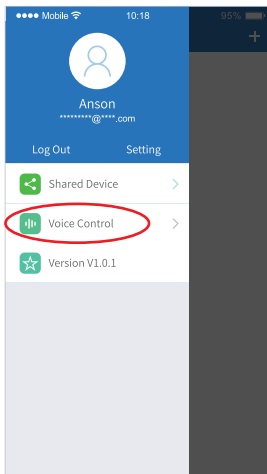 Mobile 10:18 95%
+
Anson
*********@****.com
Log Out Setting
Shared Device
Voice Control
Version V1.0.1